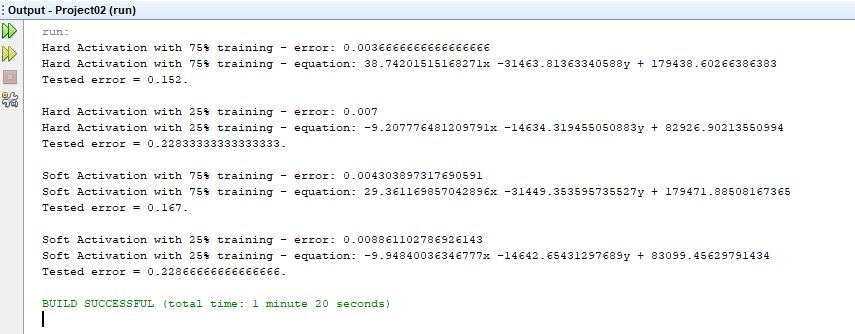 Output - Project02 (run)
run:
Hard Activation with 75% training - error: 0.0036666666666666666
Hard Activation with 75% training - equation: 38.74201515168271x -31463.81363340588y + 179438.60266386383
Tested error = 0.152.
Hard Activation with 25% training - error: 0.007
Hard Activation with 25% training - equation: -9.207776481209791x -14634.319455050883y + 82926.90213550994
Tested error = 0.22833333333333333.
Soft Activation with 75% training - error: 0.004303897317690591
Soft Activation with 75% training - equation: 29.361169857042896x -31449.353595735527y + 179471.88508167365
Tested error = 0.167.
Soft Activation with 25% training - error: 0.008861102786926143
Soft Activation with 25% training - equation: -9.94840036346777x -14642.65431297689y + 83099.45629791434
Tested error = 0.22866666666666666.
BUILD SUCCESSFUL (total time: 1 minute 20 seconds)